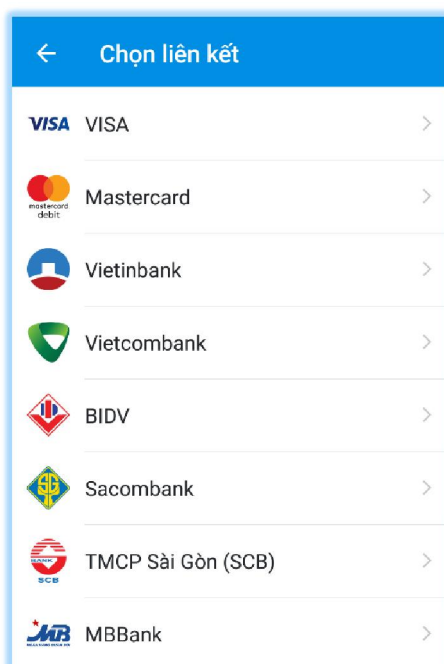 Chọn liên kết
VISA VISA
mastercard
debit
Mastercard
Vietinbank
Vietcombank
BIDV
Sacombank
BANK
SCB
TMCP Sài Gòn (SCB)
MB
MBBank